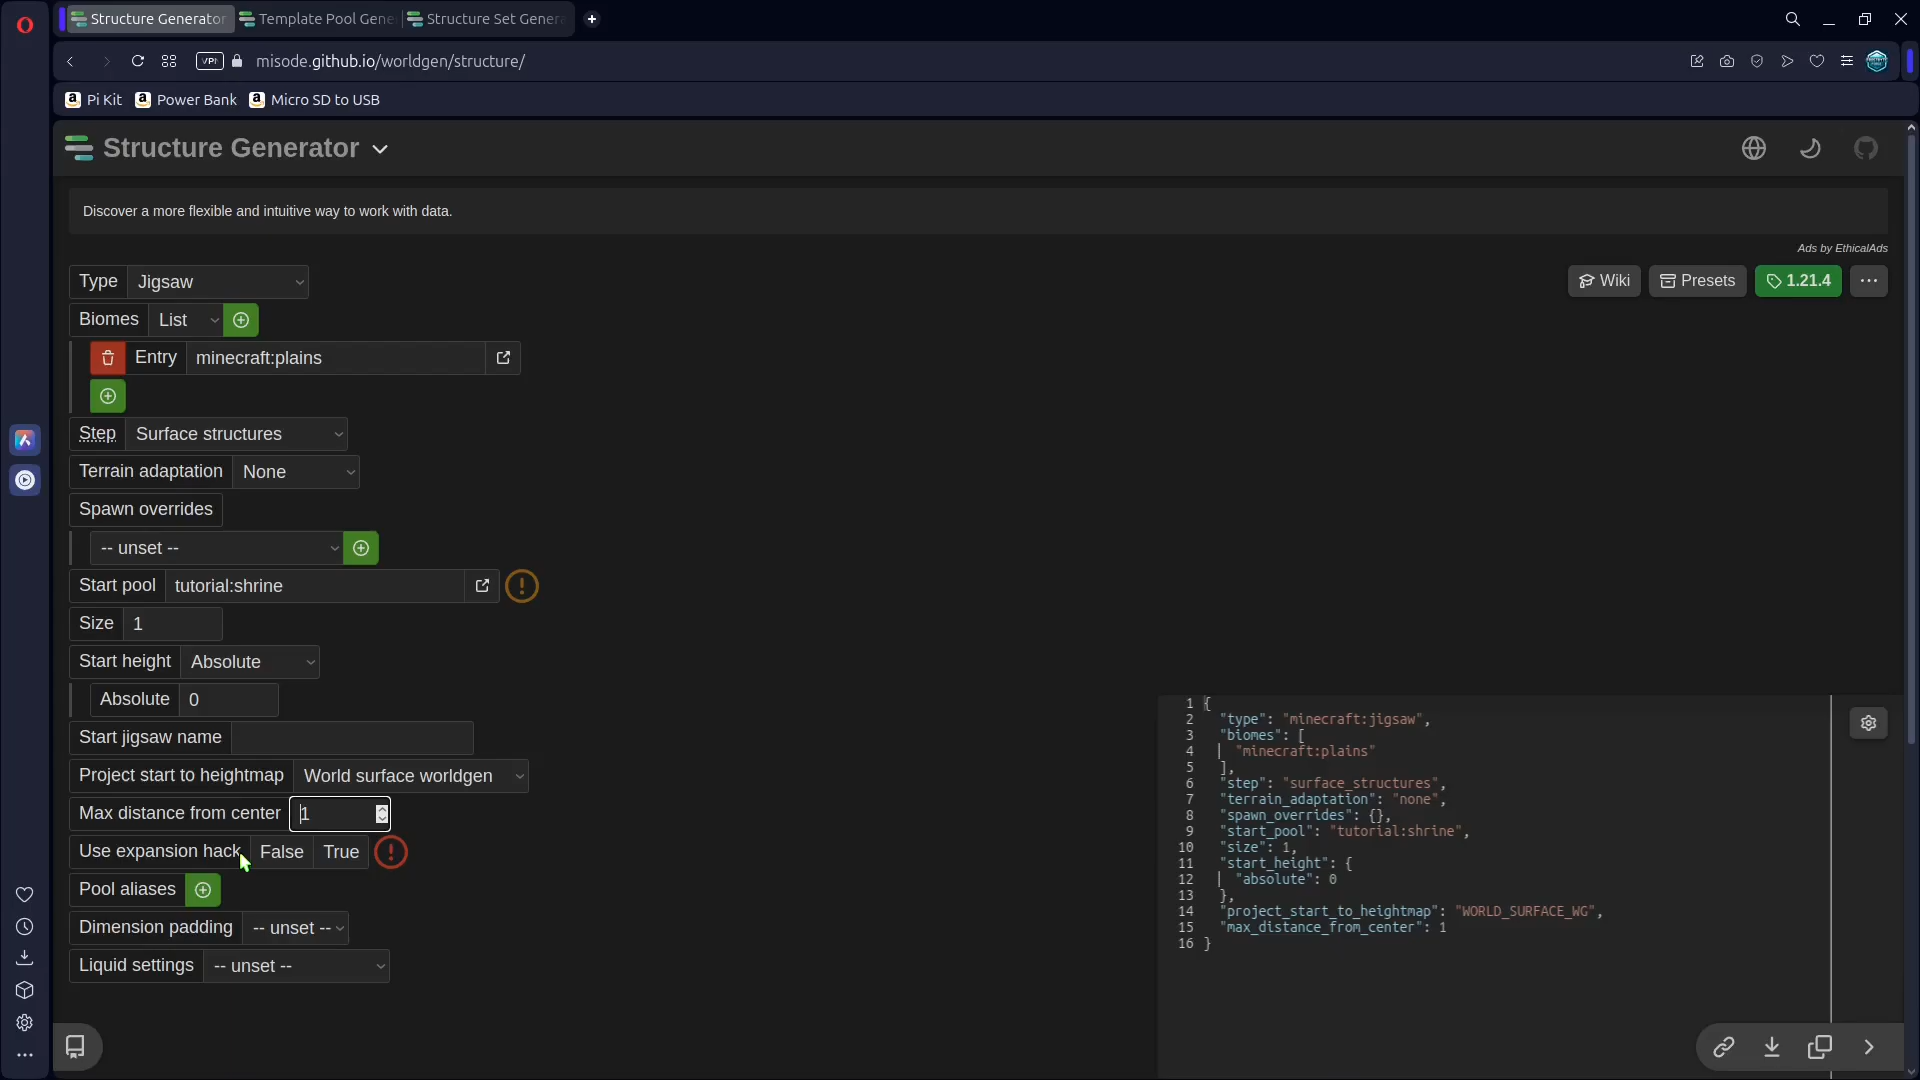 Structure Generator
Template Pool Gene
Structure Set Genera
VPN
misode.github.io/worldgen/structure/
Pi Kit
Power Bank
Micro SD to USB
Structure Generator
Discover a more flexible and intuitive way to work with data.
Ads by EthicalAds
Type Jigsaw
Wiki Presets 1.21.4
Biomes List
Entry minecraft:plains
Step Surface structures
Terrain adaptation None
Spawn overrides
-- unset --
Start pool tutorial:shrine
Size 1
Start height Absolute
Absolute 0
Start jigsaw name
Project start to heightmap World surface worldgen
Max distance from center 1
Use expansion hack False True
Pool aliases
Dimension padding -- unset --
Liquid settings -- unset --
1 {
2 "type": "minecraft:jigsaw",
3 "biomes": [
4 "minecraft:plains"
5 ],
6 "step": "surface_structures",
7 "terrain_adaptation": "none",
8 "spawn_overrides": {},
9 "start_pool": "tutorial:shrine",
10 "size": 1,
11 "start_height": {
12 "absolute": 0
13 },
14 "project_start_to_heightmap": "WORLD_SURFACE_WG",
15 "max_distance_from_center": 1
16 }